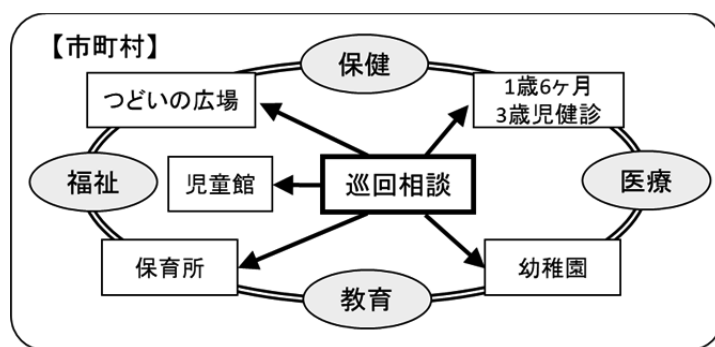 【市町村】
保健
つどいの広場
1歳6ヶ月
3歳児健診
福祉
児童館
巡回相談
医療
保育所
幼稚園
教育